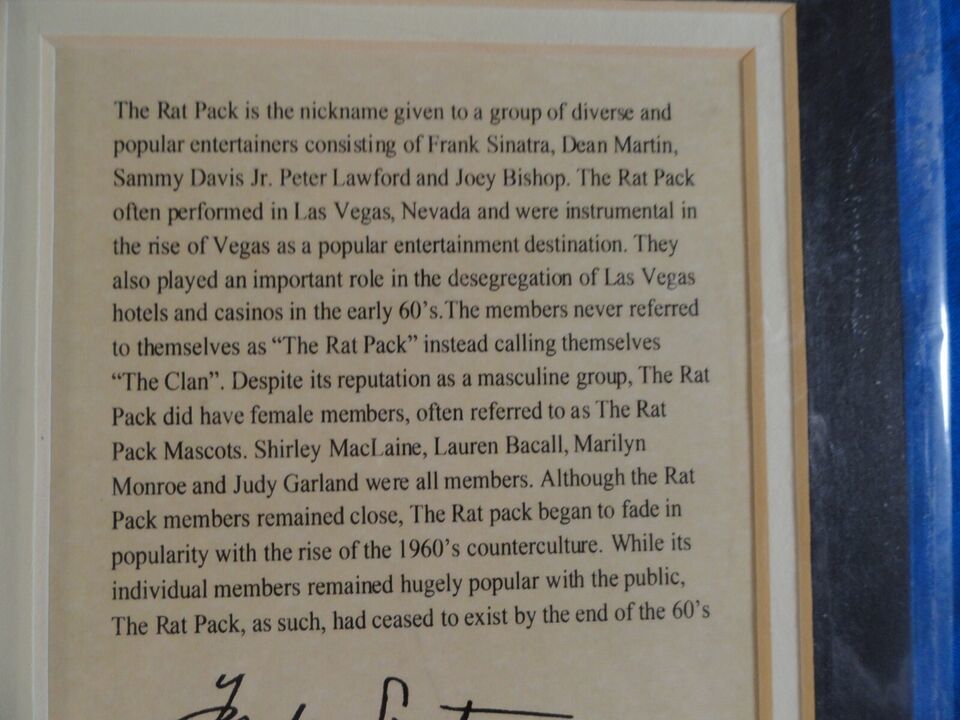 The Rat Pack is the nickname given to a group of diverse and
popular entertainers consisting of Frank Sinatra, Dean Martin,
Sammy Davis Jr. Peter Lawford and Joey Bishop. The Rat Pack
often performed in Las Vegas, Nevada and were instrumental in
the rise of Vegas as a popular entertainment destination. They
also played an important role in the desegregation of Las Vegas
hotels and casinos in the early 60’s.The members never referred
to themselves as “The Rat Pack” instead calling themselves
“The Clan”. Despite its reputation as a masculine group, The Rat
Pack did have female members, often referred to as The Rat
Pack Mascots. Shirley MacLaine, Lauren Bacall, Marilyn
Monroe and Judy Garland were all members. Although the Rat
Pack members remained close, The Rat pack began to fade in
popularity with the rise of the 1960’s counterculture. While its
individual members remained hugely popular with the public,
The Rat Pack, as such, had ceased to exist by the end of the 60’s